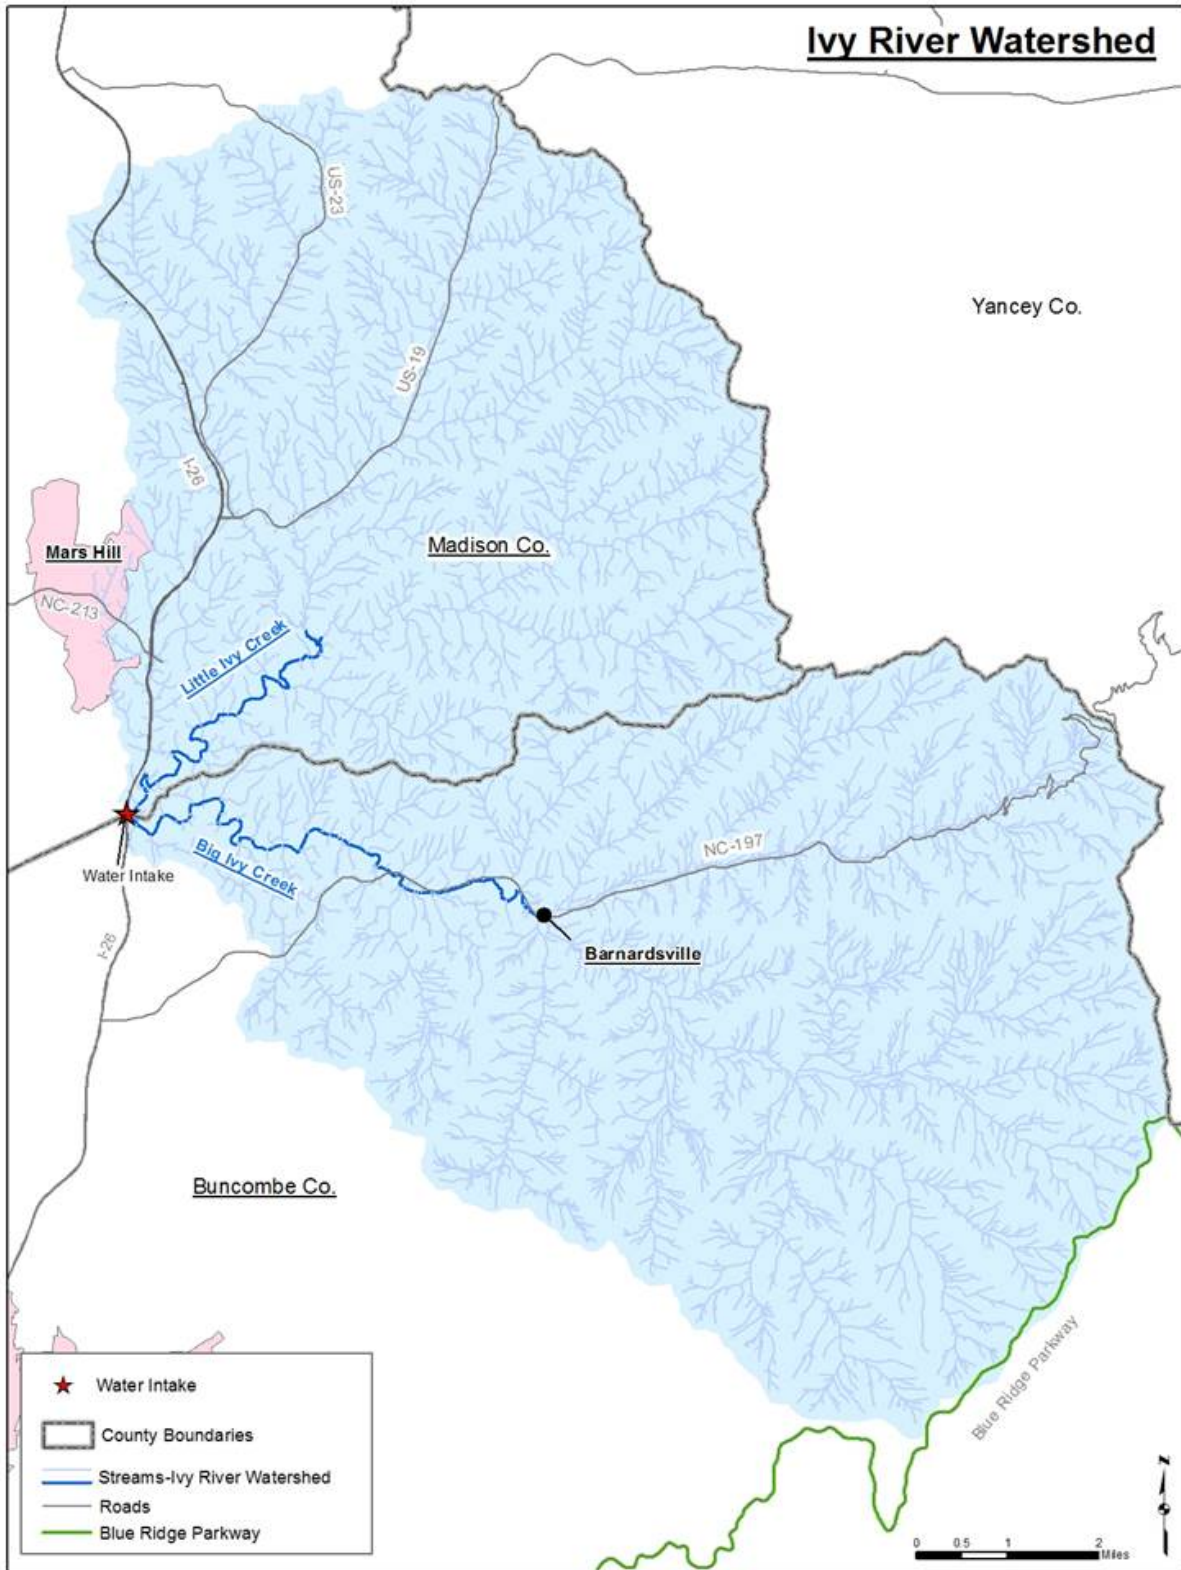 Ivy River Watershed
US-23
Yancey Co.
US-19
I-26
Mars Hill
Madison Co.
NC-213
Little Ivy Creek
Big Ivy Creek
NC-197
Water Intake
I-26
Barnardsville
Buncombe Co.
Blue Ridge Parkway
Water Intake
County Boundaries
Streams-Ivy River Watershed
Roads
Blue Ridge Parkway
N
0 0.5 1 2
Miles